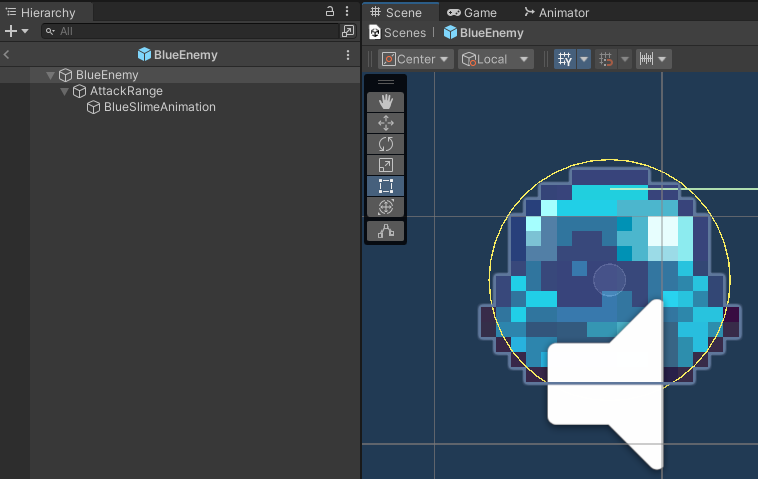 Hierarchy
All
BlueEnemy
BlueEnemy
AttackRange
BlueSlimeAnimation
Scene Game Animator
Scenes BlueEnemy
Center Local
Y